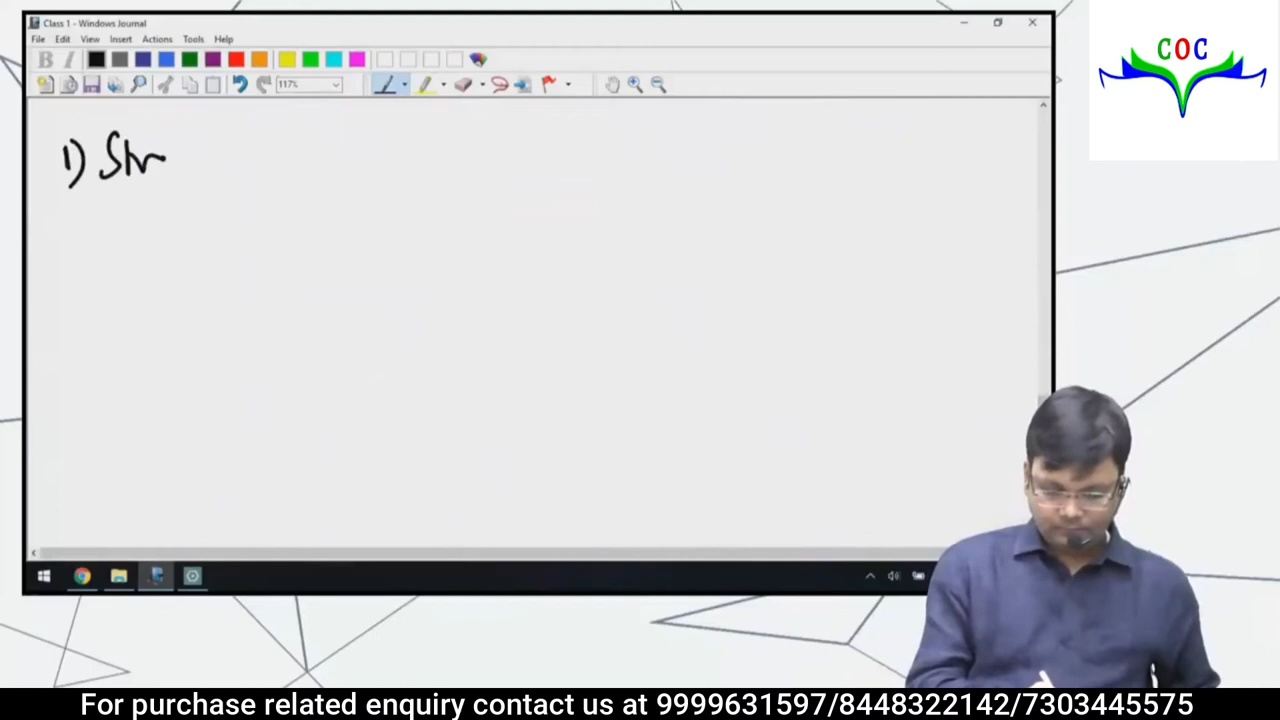 Class 1 - Windows Journal
File Edit View Insert Actions Tools Help
B I
117%
COC
1) Str
For purchase related enquiry contact us at 9999631597/8448322142/7303445575